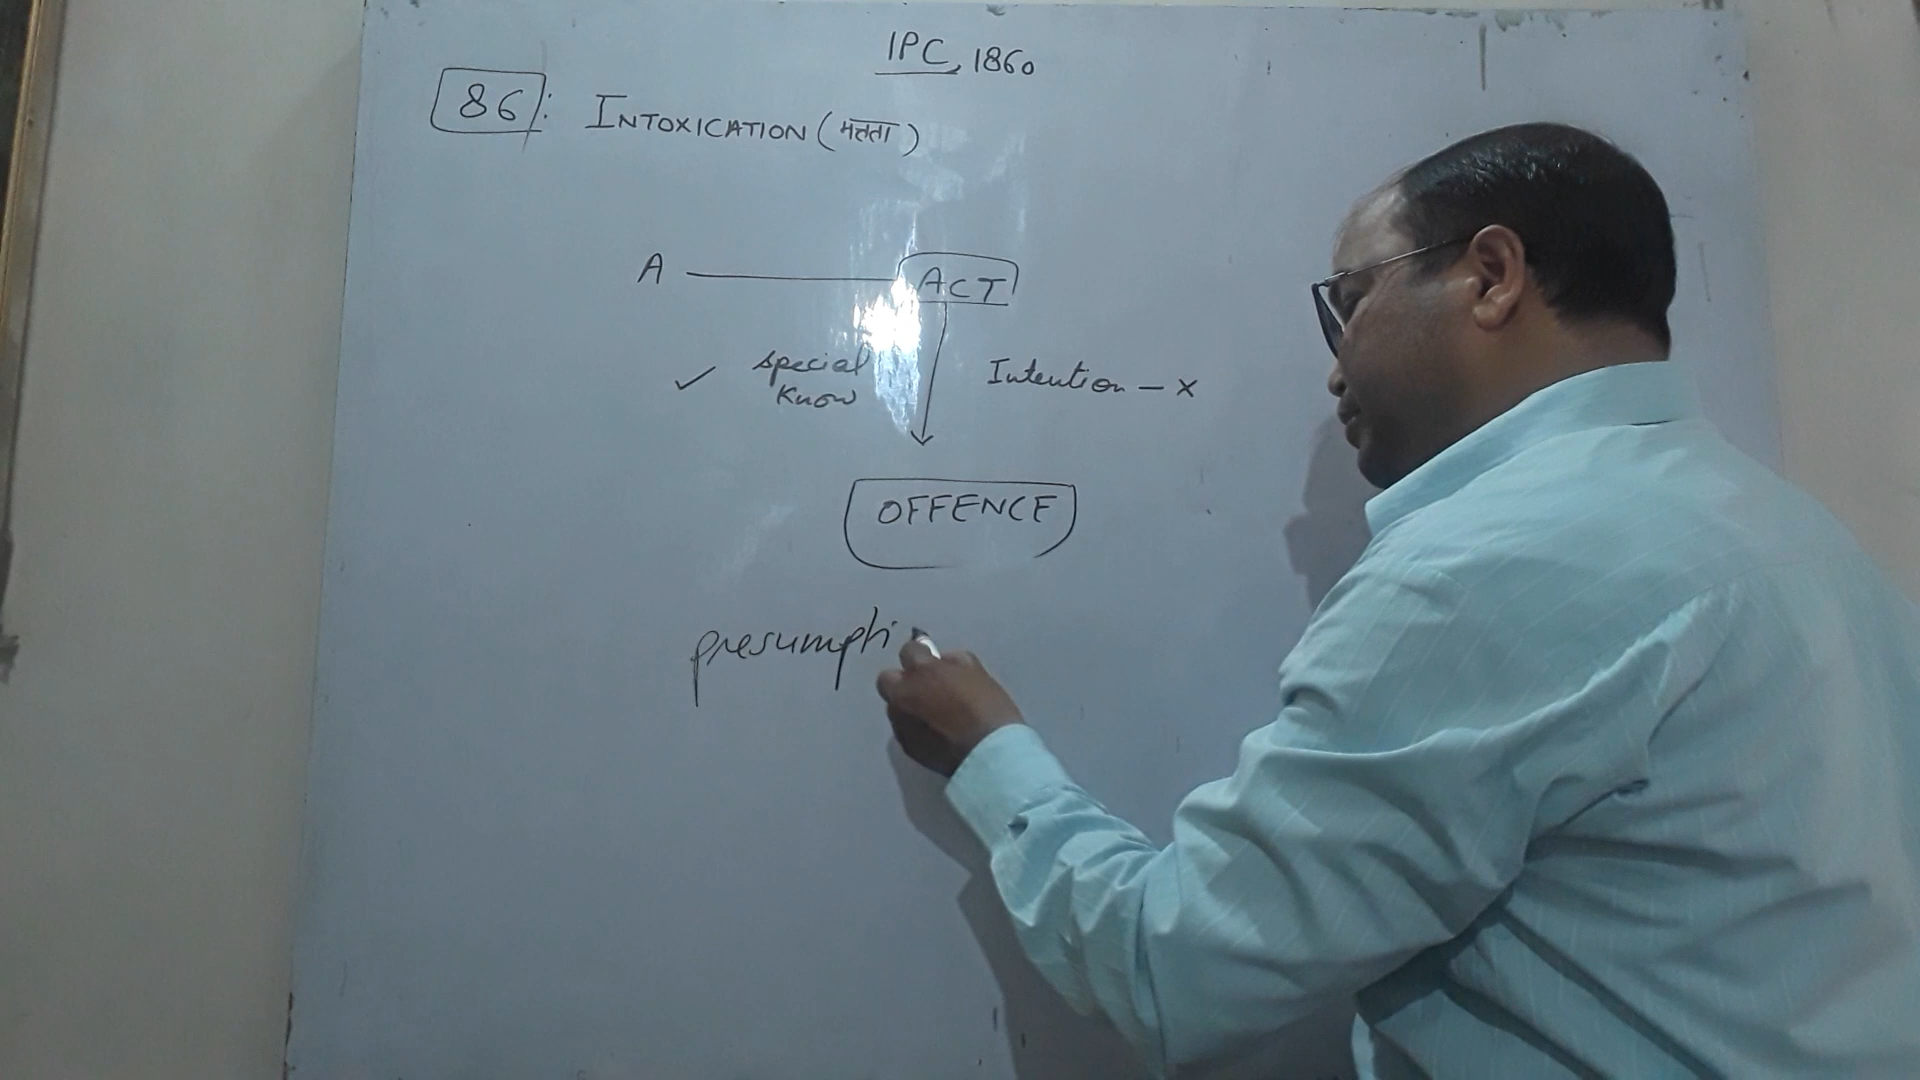 IPC, 1860
86 : INTOXICATION (मत्तता)
A ACT
✓ special Know
Intention - x
OFFENCE
presumpti